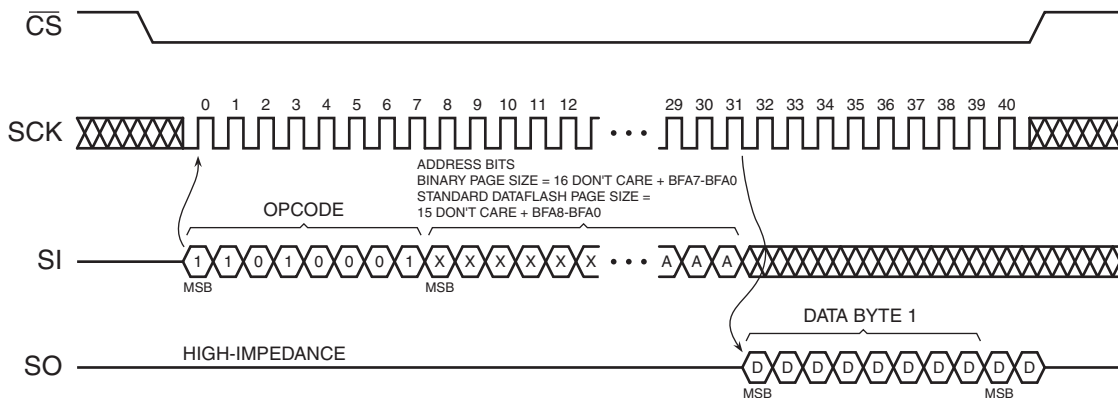 CS
SCK 0 1 2 3 4 5 6 7 8 9 10 11 12 29 30 31 32 33 34 35 36 37 38 39 40
ADDRESS BITS
BINARY PAGE SIZE = 16 DON'T CARE + BFA7-BFA0
STANDARD DATAFLASH PAGE SIZE =
15 DON'T CARE + BFA8-BFA0
OPCODE
SI 1 1 0 1 0 0 0 1 X X X X X X A A A
MSB MSB
DATA BYTE 1
HIGH-IMPEDANCE
SO D D D D D D D D D D
MSB MSB